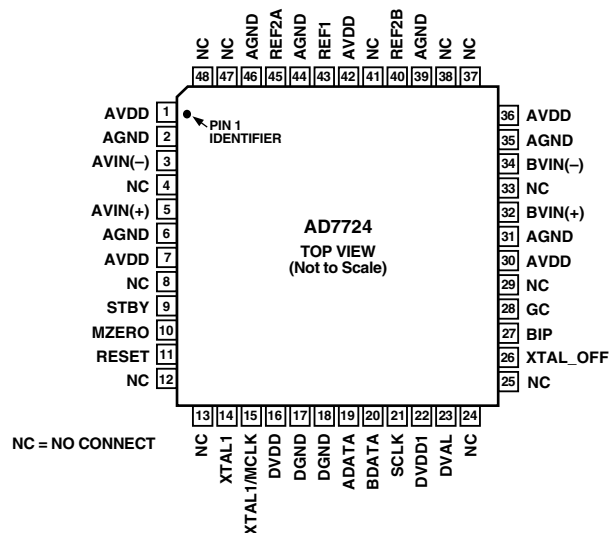 NC
NC
AGND
REF2A
AGND
REF1
AVDD
NC
REF2B
AGND
NC
NC
48 47 46 45 44 43 42 41 40 39 38 37
AVDD 1
AGND 2
AVIN(–) 3
NC 4
AVIN(+) 5
AGND 6
AVDD 7
NC 8
STBY 9
MZERO 10
RESET 11
NC 12
PIN 1
IDENTIFIER
AD7724
TOP VIEW
(Not to Scale)
36 AVDD
35 AGND
34 BVIN(–)
33 NC
32 BVIN(+)
31 AGND
30 AVDD
29 NC
28 GC
27 BIP
26 XTAL_OFF
25 NC
13 14 15 16 17 18 19 20 21 22 23 24
NC
XTAL1
XTAL1/MCLK
DVDD
DGND
DGND
ADATA
BDATA
SCLK
DVDD1
DVAL
NC
NC = NO CONNECT